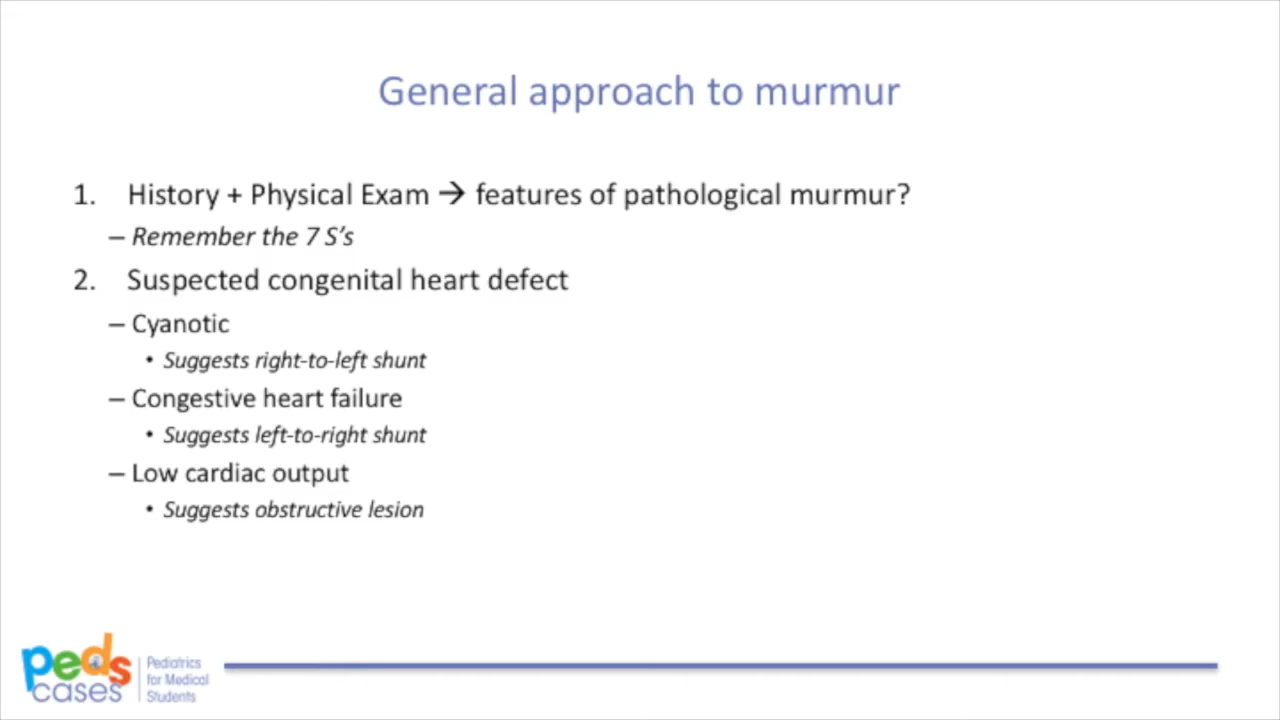 General approach to murmur
1. History + Physical Exam → features of pathological murmur?
– Remember the 7 S’s
2. Suspected congenital heart defect
– Cyanotic
• Suggests right-to-left shunt
– Congestive heart failure
• Suggests left-to-right shunt
– Low cardiac output
• Suggests obstructive lesion
peds
cases
Pediatrics
for Medical
Students